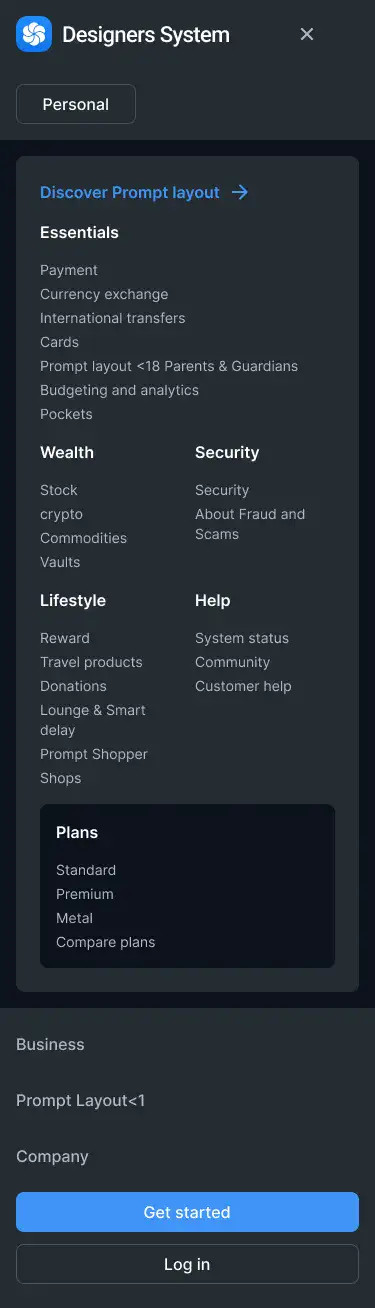 Designers System
Personal
Discover Prompt layout
Essentials
Payment
Currency exchange
International transfers
Cards
Prompt layout <18 Parents & Guardians
Budgeting and analytics
Pockets
Wealth
Stock
crypto
Commodities
Vaults
Security
Security
About Fraud and
Scams
Lifestyle
Reward
Travel products
Donations
Lounge & Smart
delay
Prompt Shopper
Shops
Help
System status
Community
Customer help
Plans
Standard
Premium
Metal
Compare plans
Business
Prompt Layout<1
Company
Get started
Log in